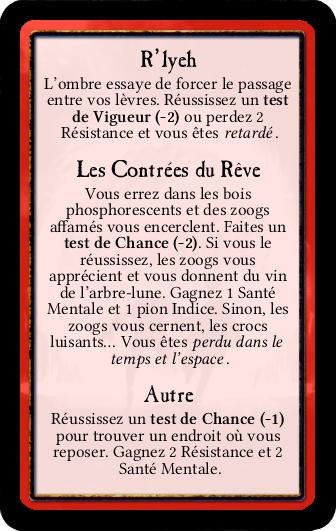 R'lyeh
L'ombre essaye de forcer le passage
entre vos lèvres. Réussissez un test
de Vigueur (-2) ou perdez 2
Résistance et vous êtes retardé.
Les Contrées du Rêve
Vous errez dans les bois
phosphorescents et des zoogs
affamés vous encerclent. Faites un
test de Chance (-2). Si vous le
réussissez, les zoogs vous
apprécient et vous donnent du vin
de l'arbre-lune. Gagnez 1 Santé
Mentale et 1 pion Indice. Sinon, les
zoogs vous cernent, les crocs
luisants... Vous êtes perdu dans le
temps et l'espace.
Autre
Réussissez un test de Chance (-1)
pour trouver un endroit où vous
reposer. Gagnez 2 Résistance et 2
Santé Mentale.